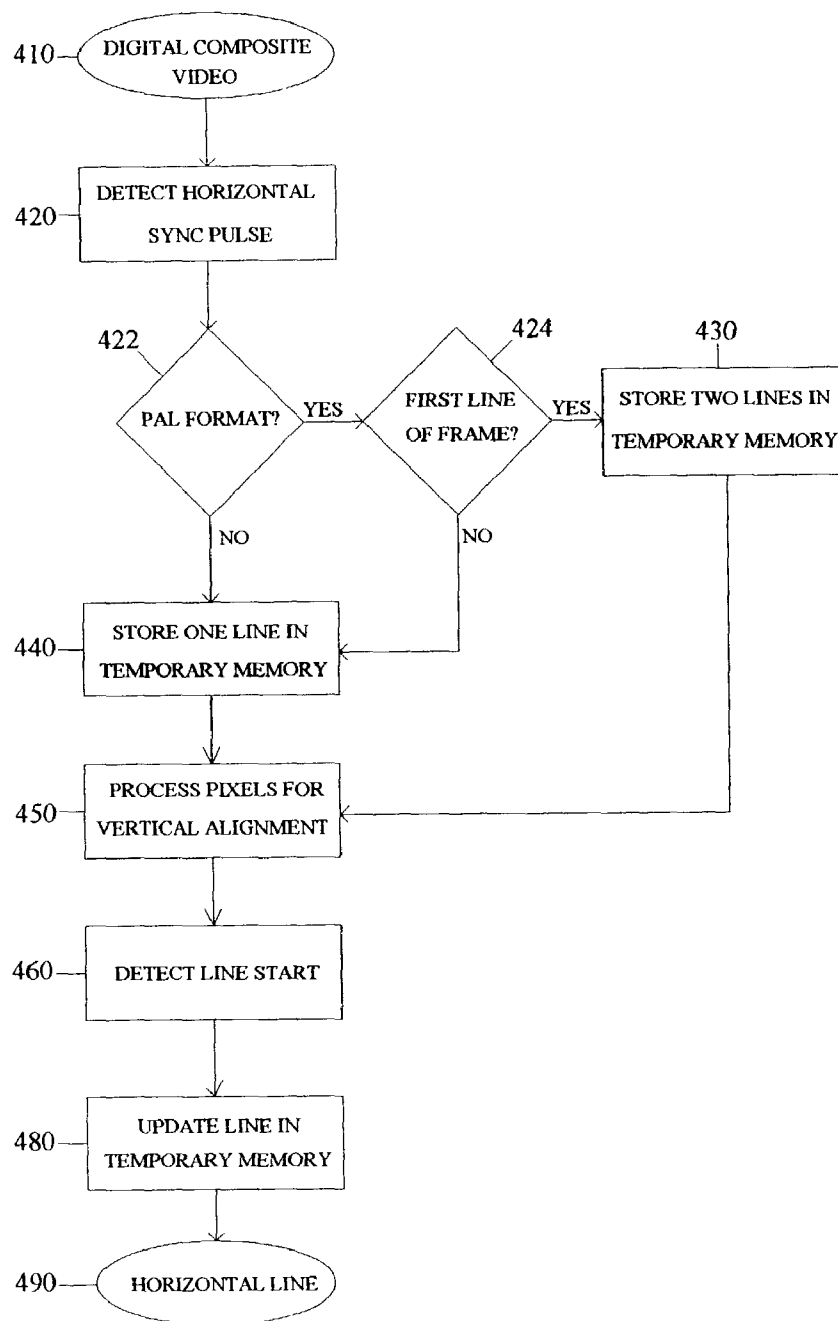 410
DIGITAL COMPOSITE
VIDEO
420
DETECT HORIZONTAL
SYNC PULSE
422
PAL FORMAT?
YES
NO
424
FIRST LINE
OF FRAME?
YES
NO
430
STORE TWO LINES IN
TEMPORARY MEMORY
440
STORE ONE LINE IN
TEMPORARY MEMORY
450
PROCESS PIXELS FOR
VERTICAL ALIGNMENT
460
DETECT LINE START
480
UPDATE LINE IN
TEMPORARY MEMORY
490
HORIZONTAL LINE